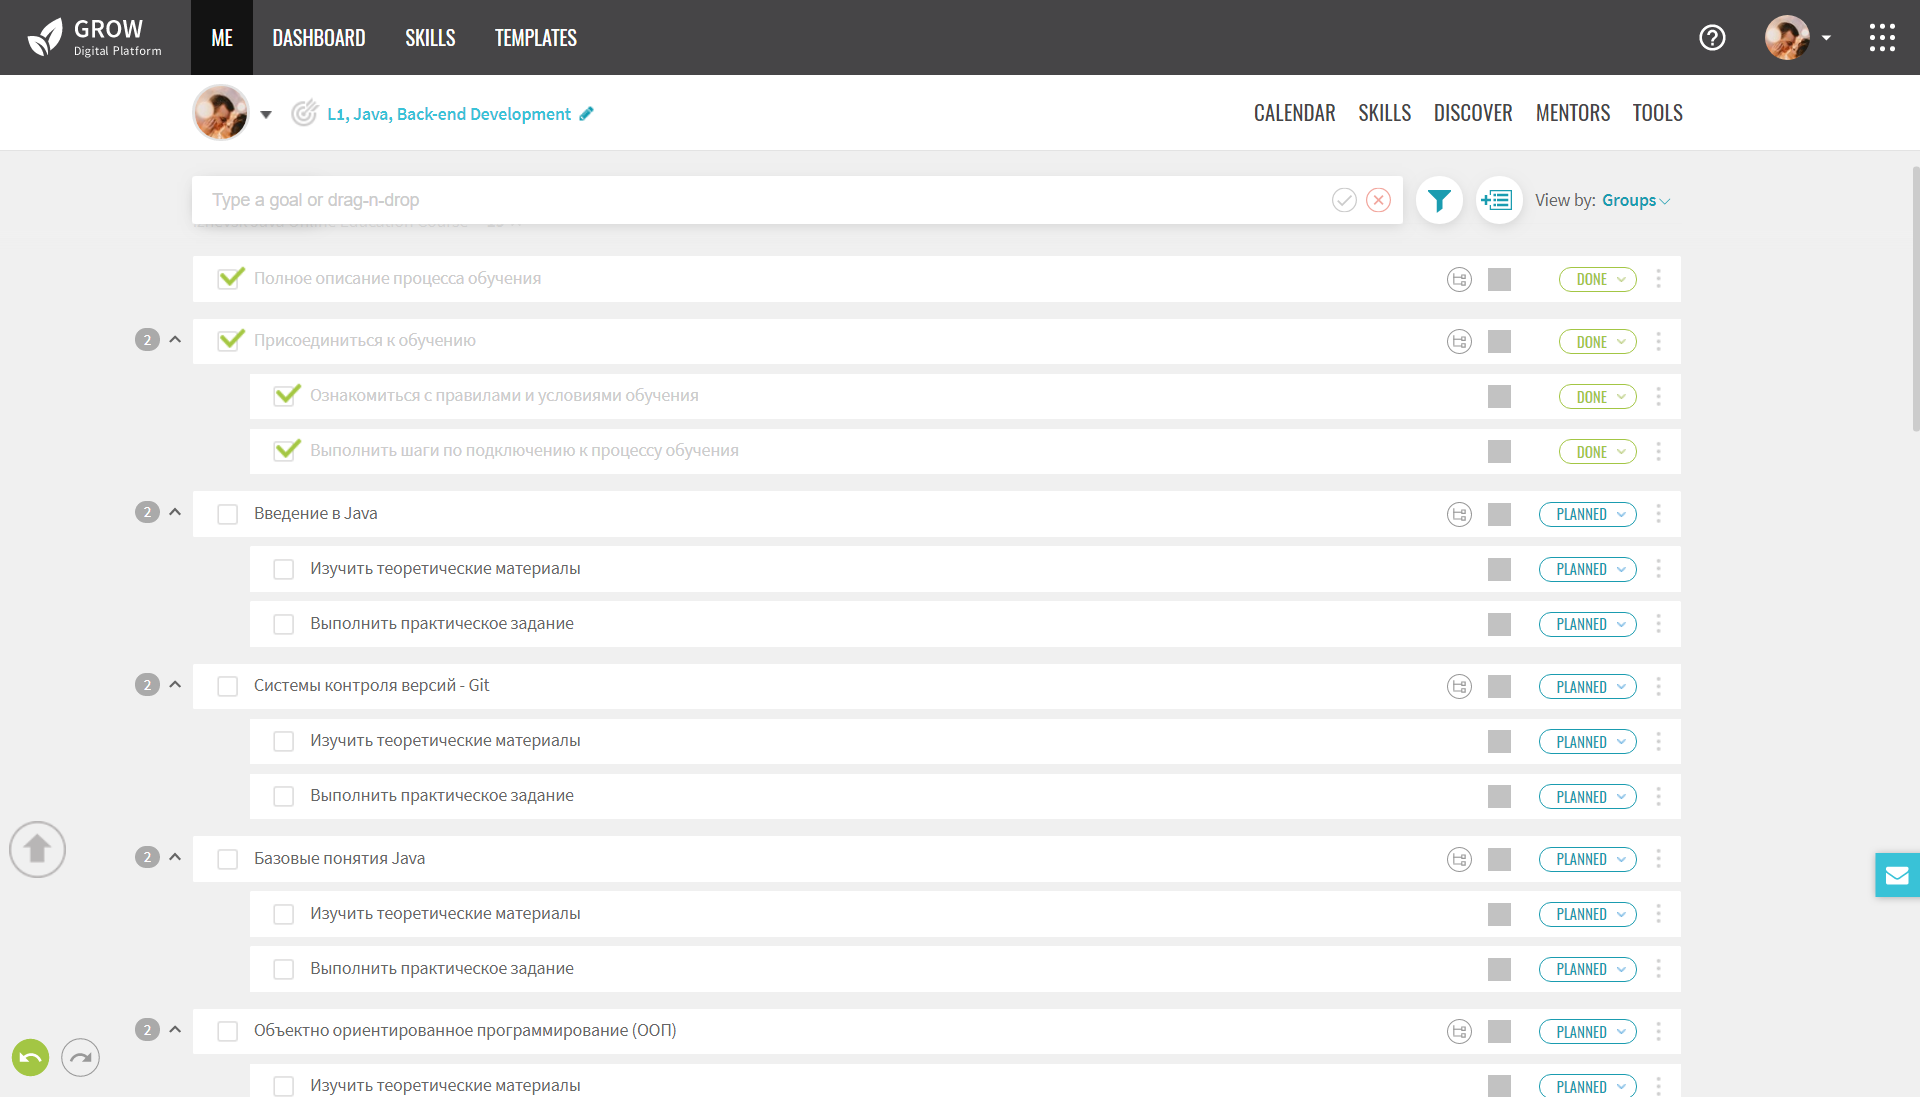 GROW
Digital Platform
ME DASHBOARD SKILLS TEMPLATES
L1, Java, Back-end Development
CALENDAR SKILLS DISCOVER MENTORS TOOLS
Type a goal or drag-n-drop
View by: Groups
Полное описание процесса обучения DONE
2 Присоединиться к обучению DONE
Ознакомиться с правилами и условиями обучения DONE
Выполнить шаги по подключению к процессу обучения DONE
2 Введение в Java PLANNED
Изучить теоретические материалы PLANNED
Выполнить практическое задание PLANNED
2 Системы контроля версий - Git PLANNED
Изучить теоретические материалы PLANNED
Выполнить практическое задание PLANNED
2 Базовые понятия Java PLANNED
Изучить теоретические материалы PLANNED
Выполнить практическое задание PLANNED
2 Объектно ориентированное программирование (ООП) PLANNED
Изучить теоретические материалы PLANNED